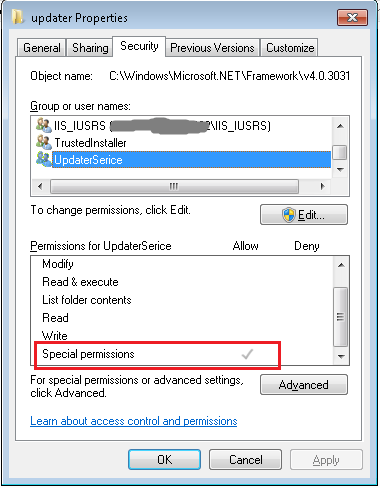 updater Properties
General Sharing Security Previous Versions Customize
Object name: C:\Windows\Microsoft.NET\Framework\v4.0.3031
Group or user names:
IIS_IUSRS ( 2\IIS_IUSRS)
TrustedInstaller
UpdaterSerice
To change permissions, click Edit.
Edit...
Permissions for UpdaterSerice Allow Deny
Modify
Read & execute
List folder contents
Read
Write
Special permissions
For special permissions or advanced settings,
click Advanced.
Advanced
Learn about access control and permissions
OK Cancel Apply